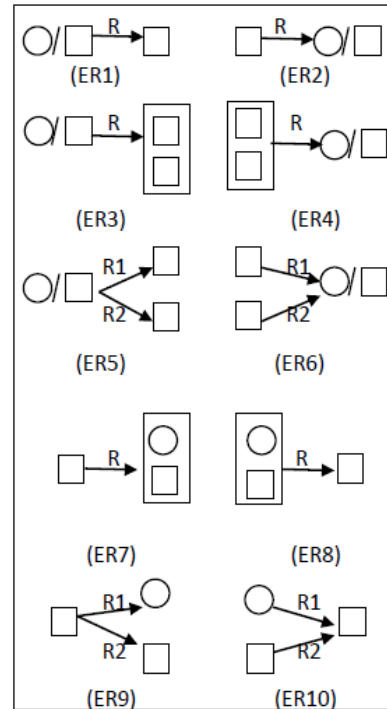 / R R /
(ER1) (ER2)
/ R R /
(ER3) (ER4)
R1 R1
/ /
R2 R2
(ER5) (ER6)
R R
(ER7) (ER8)
R1 R1
R2 R2
(ER9) (ER10)